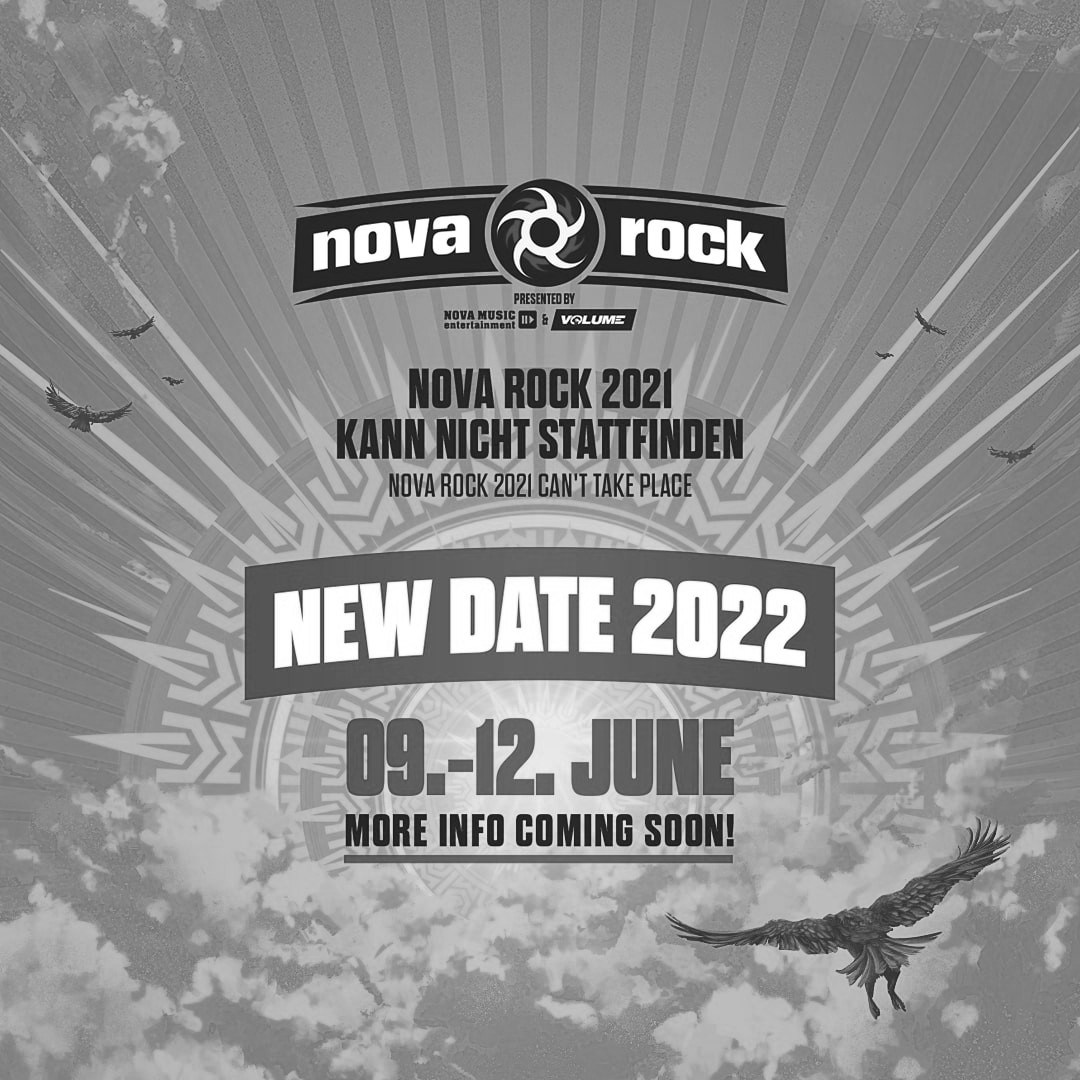 nova rock
PRESENTED BY
NOVA MUSIC entertainment & VOLUME
NOVA ROCK 2021
KANN NICHT STATTFINDEN
NOVA ROCK 2021 CAN'T TAKE PLACE
NEW DATE 2022
09.-12. JUNE
MORE INFO COMING SOON!